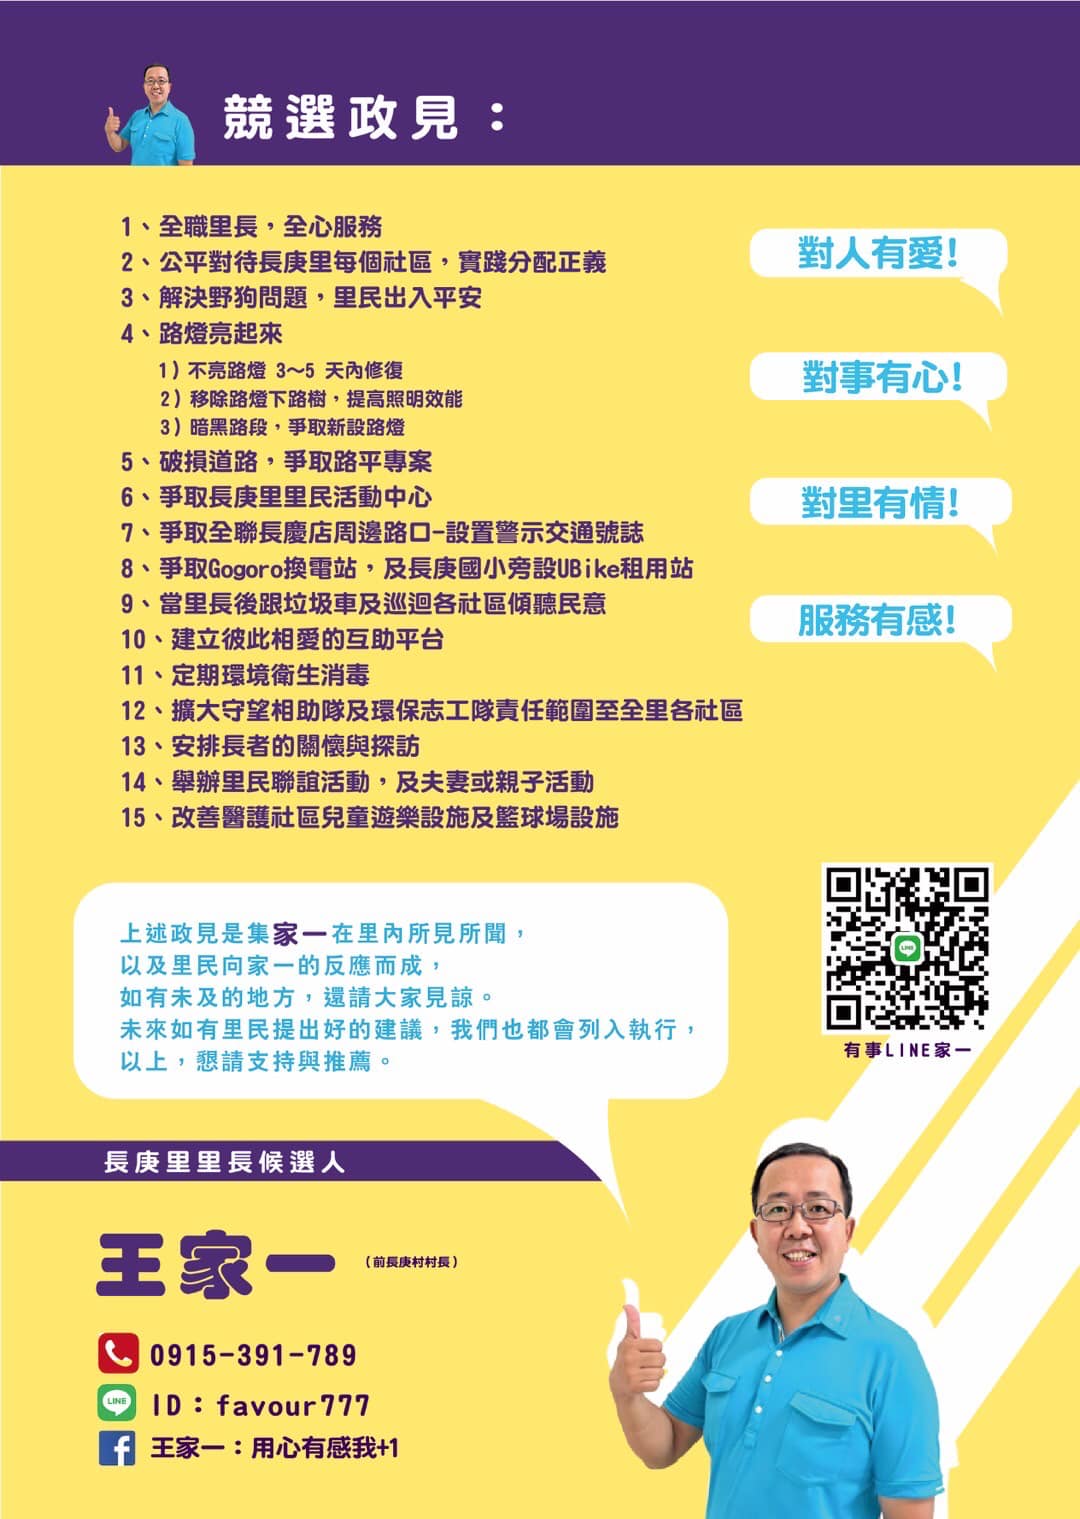 競選政見：
1、全職里長，全心服務
2、公平對待長庚里每個社區，實踐分配正義
3、解決野狗問題，里民出入平安
4、路燈亮起來
1）不亮路燈 3～5 天內修復
2）移除路燈下路樹，提高照明效能
3）暗黑路段，爭取新設路燈
5、破損道路，爭取路平專案
6、爭取長庚里里民活動中心
7、爭取全聯長慶店周邊路口-設置警示交通號誌
8、爭取Gogoro換電站，及長庚國小旁設UBike租用站
9、當里長後跟垃圾車及巡迴各社區傾聽民意
10、建立彼此相愛的互助平台
11、定期環境衛生消毒
12、擴大守望相助隊及環保志工隊責任範圍至全里各社區
13、安排長者的關懷與探訪
14、舉辦里民聯誼活動，及夫妻或親子活動
15、改善醫護社區兒童遊樂設施及籃球場設施
對人有愛!
對事有心!
對里有情!
服務有感!
上述政見是集家一在里內所見所聞，
以及里民向家一的反應而成，
如有未及的地方，還請大家見諒。
未來如有里民提出好的建議，我們也都會列入執行，
以上，懇請支持與推薦。
LINE
有事LINE家一
長庚里里長候選人
王家一
（前長庚村村長）
0915-391-789
LINE
ID：favour777
f
王家一：用心有感我+1